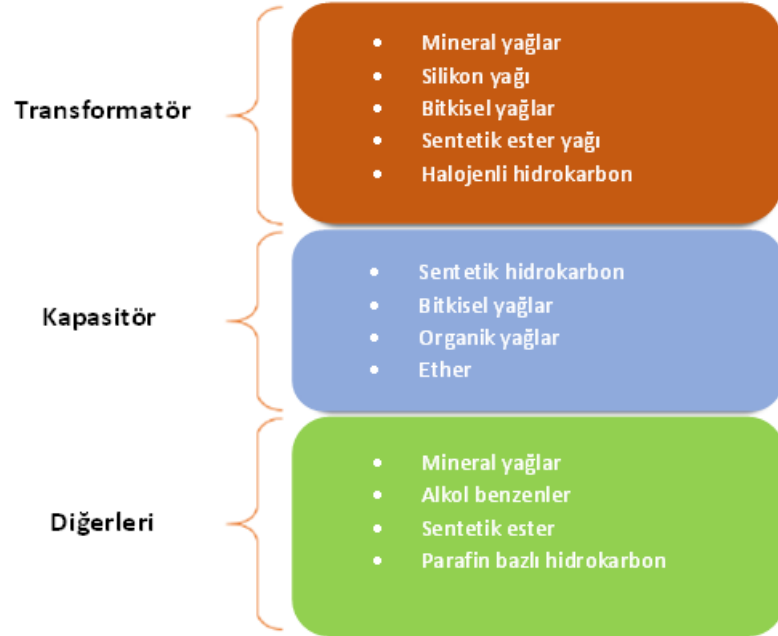 Transformatör
• Mineral yağlar
• Silikon yağı
• Bitkisel yağlar
• Sentetik ester yağı
• Halojenli hidrokarbon
Kapasitör
• Sentetik hidrokarbon
• Bitkisel yağlar
• Organik yağlar
• Ether
Diğerleri
• Mineral yağlar
• Alkol benzenler
• Sentetik ester
• Parafin bazlı hidrokarbon